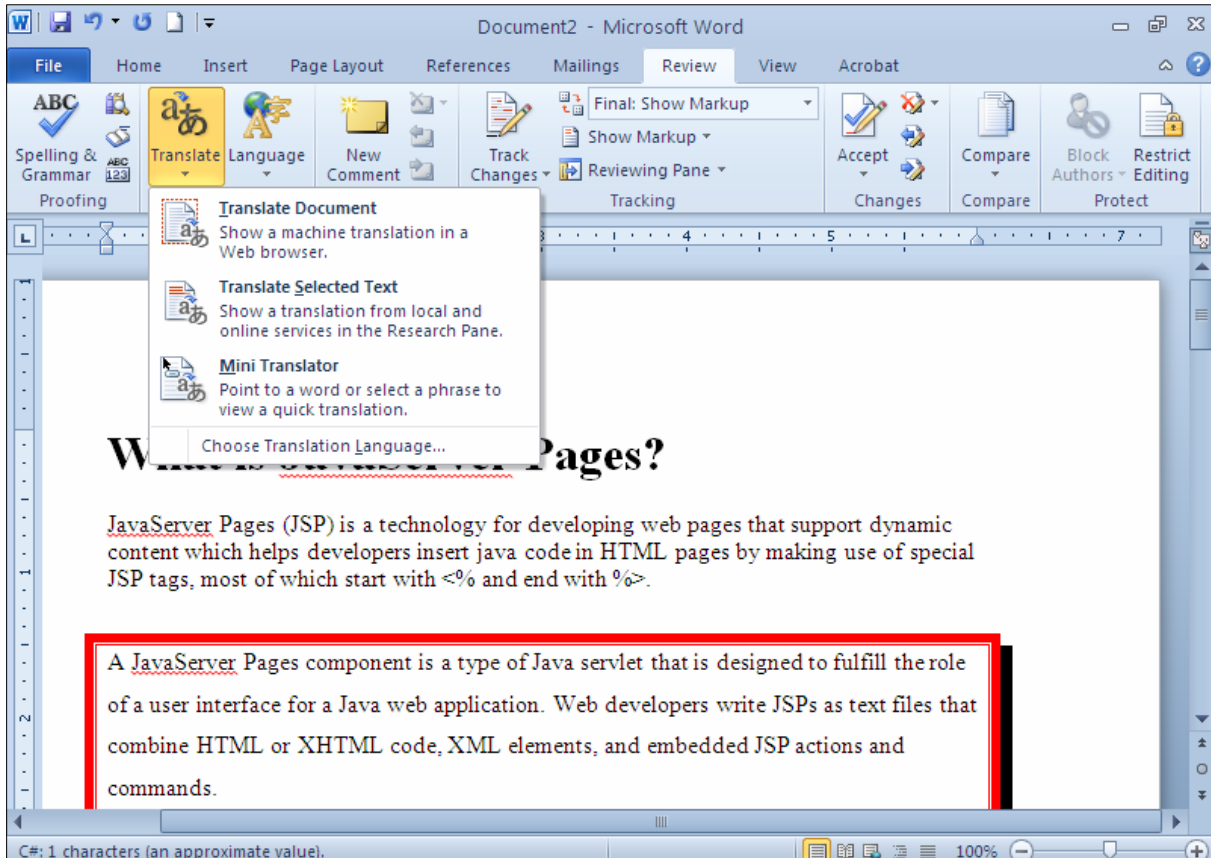 W
Document2 - Microsoft Word
File Home Insert Page Layout References Mailings Review View Acrobat
ABC
Spelling & Grammar
ABC 123
Translate
Language
New Comment
Track Changes
Final: Show Markup
Show Markup
Reviewing Pane
Accept
Compare
Block Authors
Restrict Editing
Proofing
Tracking
Changes
Compare
Protect
Translate Document
Show a machine translation in a
Web browser.
Translate Selected Text
Show a translation from local and
online services in the Research Pane.
Mini Translator
Point to a word or select a phrase to
view a quick translation.
Choose Translation Language...
L
3 4 5 7
Pages?
JavaServer Pages (JSP) is a technology for developing web pages that support dynamic
content which helps developers insert java code in HTML pages by making use of special
JSP tags, most of which start with <% and end with %>.
A JavaServer Pages component is a type of Java servlet that is designed to fulfill the role
of a user interface for a Java web application. Web developers write JSPs as text files that
combine HTML or XHTML code, XML elements, and embedded JSP actions and
commands.
C#: 1 characters (an approximate value).
100%